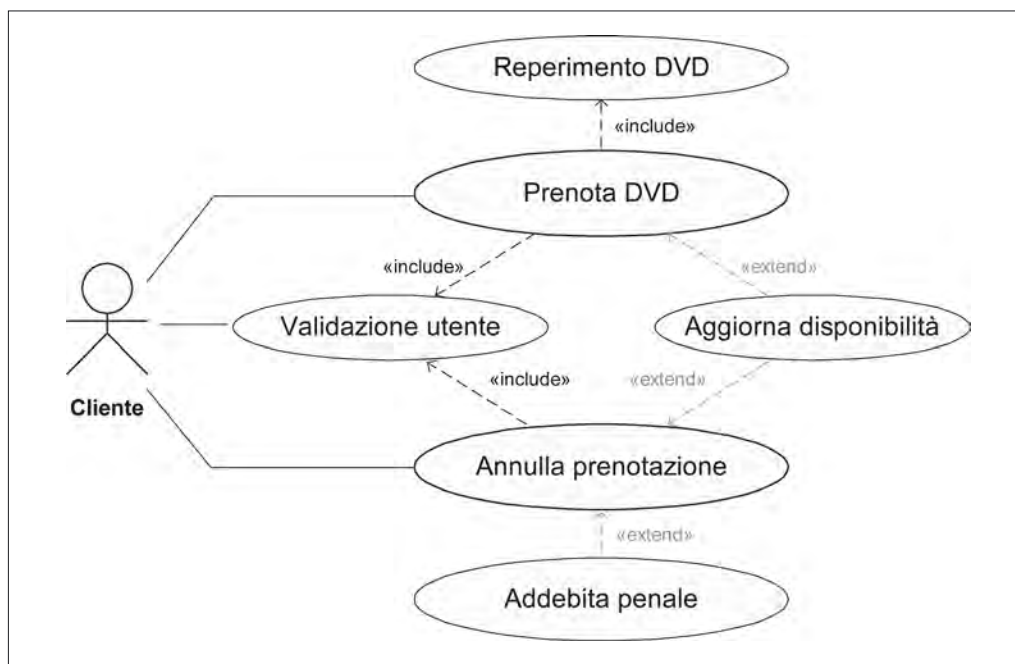 Reperimento DVD
«include»
Prenota DVD
«include»
«extend»
Validazione utente
Aggiorna disponibilità
«include»
«extend»
Cliente
Annulla prenotazione
«extend»
Addebita penale